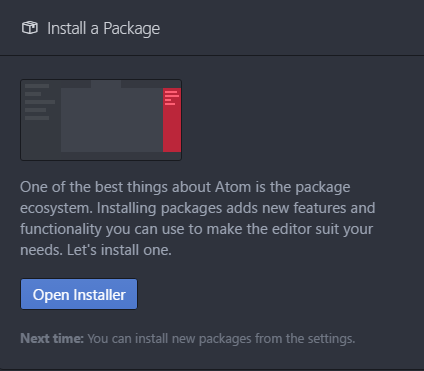 Install a Package
One of the best things about Atom is the package
ecosystem. Installing packages adds new features and
functionality you can use to make the editor suit your
needs. Let's install one.
Open Installer
Next time: You can install new packages from the settings.